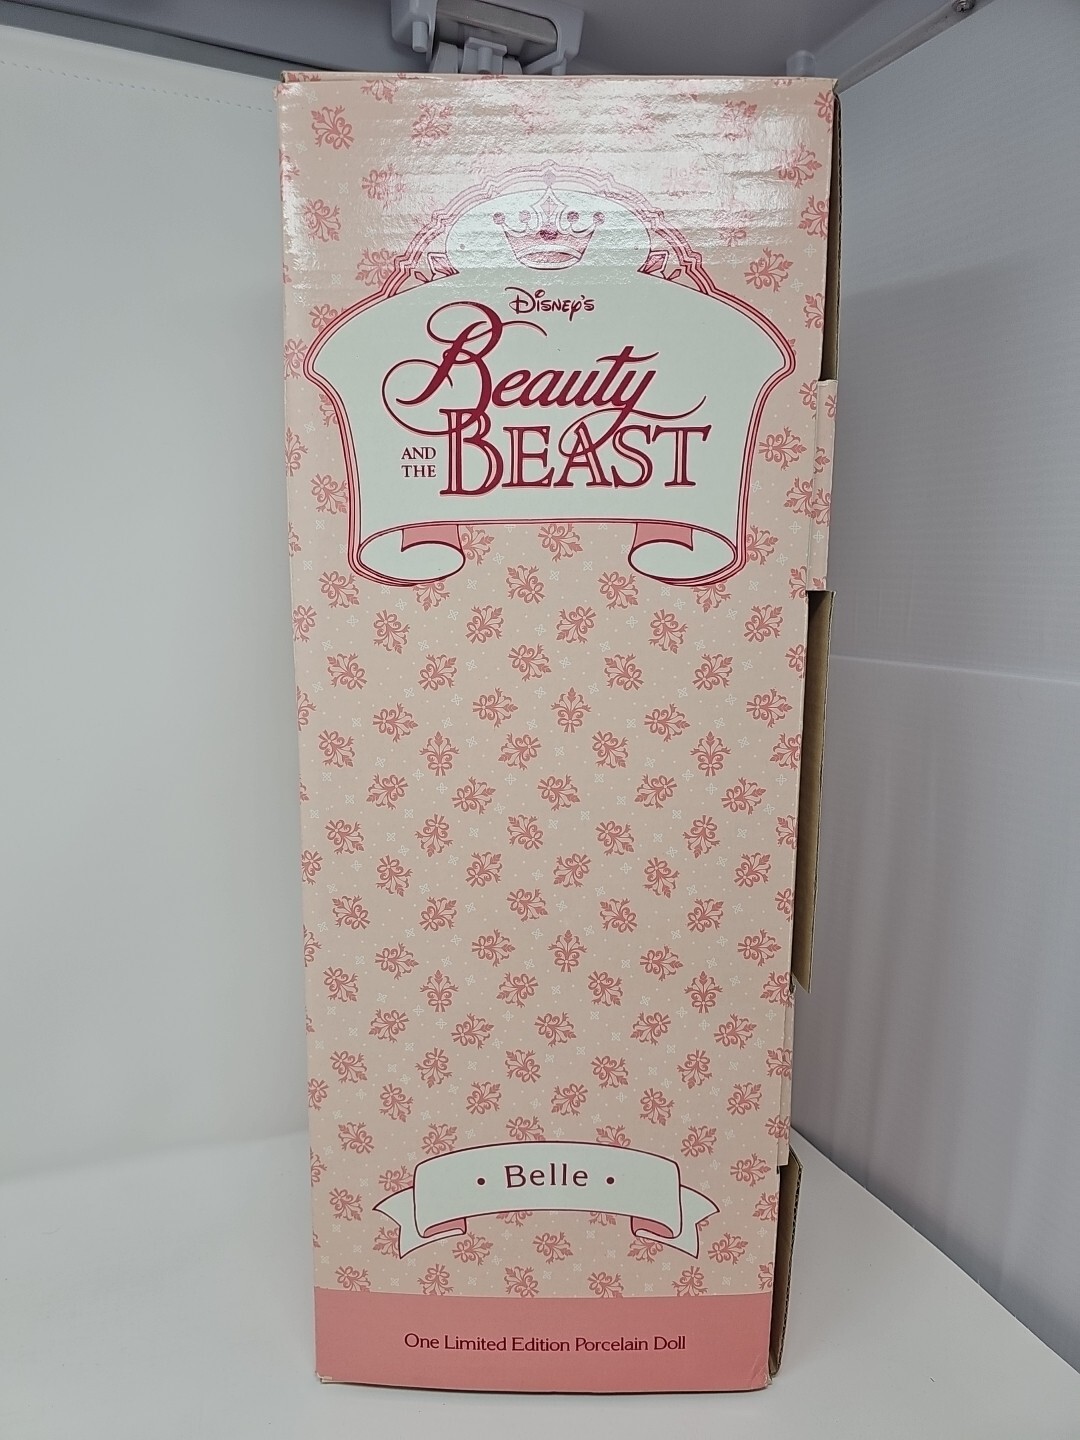 Disney's
Beauty
AND THE BEAST
• Belle •
One Limited Edition Porcelain Doll